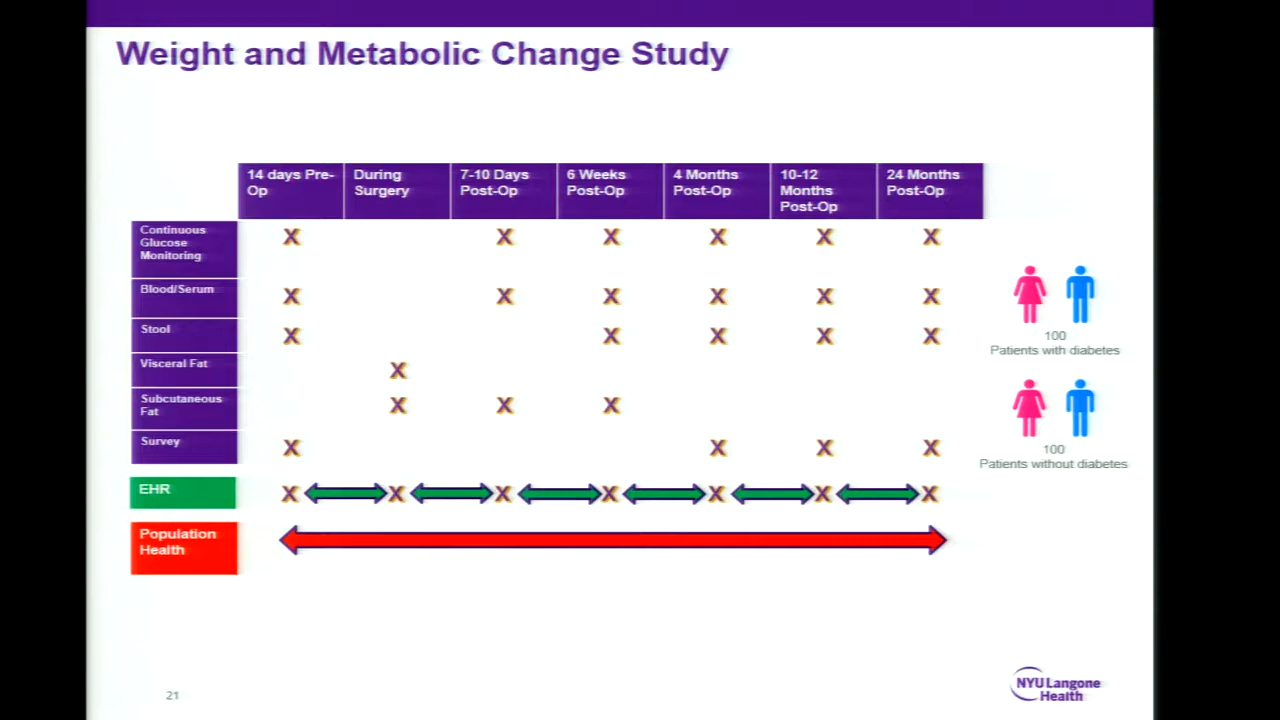 Weight and Metabolic Change Study
14 days Pre-
Op
During
Surgery
7-10 Days
Post-Op
6 Weeks
Post-Op
4 Months
Post-Op
10-12
Months
Post-Op
24 Months
Post-Op
Continuous
Glucose
Monitoring
X X X X X X
Blood/Serum
X X X X X X
Stool
X X X X X
Visceral Fat
X
Subcutaneous
Fat
X X X
Survey
X X X X
EHR
X X X X X X X
Population
Health
100
Patients with diabetes
100
Patients without diabetes
21
NYU Langone
Health